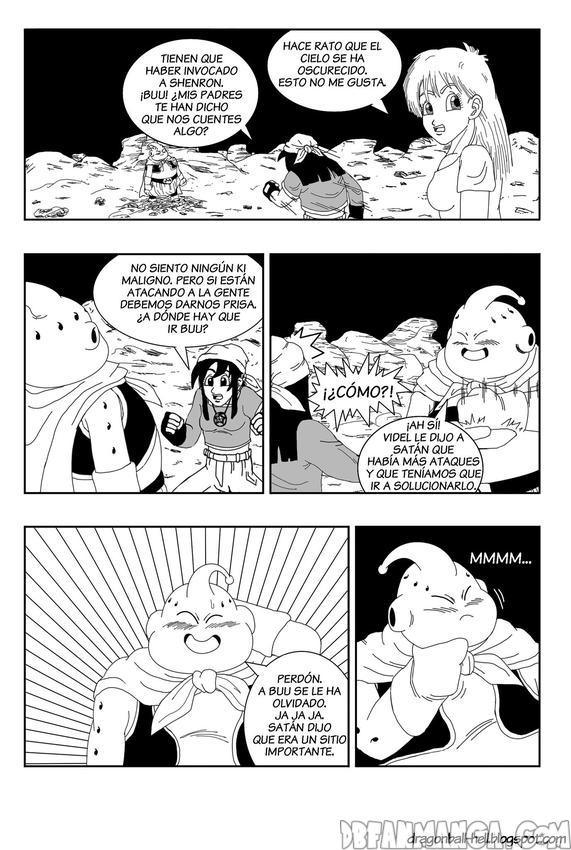 TIENEN QUE
HABER INVOCADO
A SHENRON.
¡BUU! ¿MIS PADRES
TE HAN DICHO
QUE NOS CUENTES
ALGO?
HACE RATO QUE EL
CIELO SE HA
OSCURECIDO.
ESTO NO ME GUSTA.
NO SIENTO NINGÚN KI
MALIGNO. PERO SI ESTÁN
ATACANDO A LA GENTE
DEBEMOS DARNOS PRISA.
¿A DÓNDE HAY QUE
IR BUU?
¡¿CÓMO?!
¡AH SÍ!
VIDEL LE DIJO A
SATÁN QUE
HABÍA MÁS ATAQUES
Y QUE TENÍAMOS QUE
IR A SOLUCIONARLO.
PERDÓN.
A BUU SE LE HA
OLVIDADO.
JA JA JA.
SATÁN DIJO
QUE ERA UN SITIO
IMPORTANTE.
MMMM...
dragonball-hell.blogspot.com
DBFANMANGA.COM